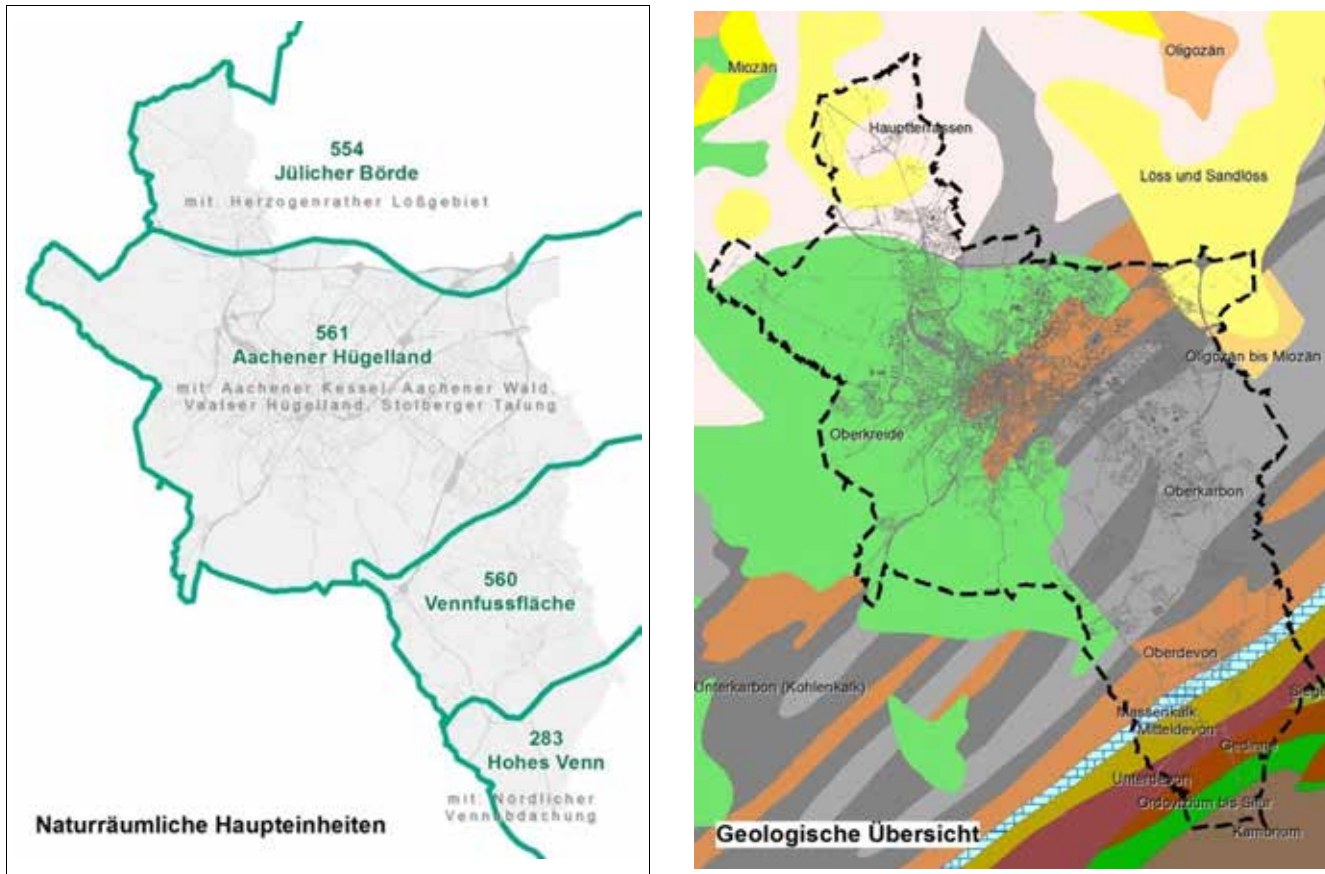 554
Jülicher Börde
mit: Herzogenrather Lößgebiet
561
Aachener Hügelland
mit: Aachener Kessel, Aachener Wald,
Vaalser Hügelland, Stolberger Talung
560
Vennfussfläche
283
Hohes Venn
mit: Nördlicher
Vennabdachung
Naturräumliche Haupteinheiten
Oligozän
Miozän
Hauptterrassen
Löss und Sandlöss
Oligozän bis Miozän
Oberkreide
Oberkarbon
Oberdevon
Unterkarbon (Kohlenkalk)
Siege
Massenkalk
Mitteldevon
Gedinne
Unterdevon
Ordovizium bis Silur
Kambrium
Geologische Übersicht